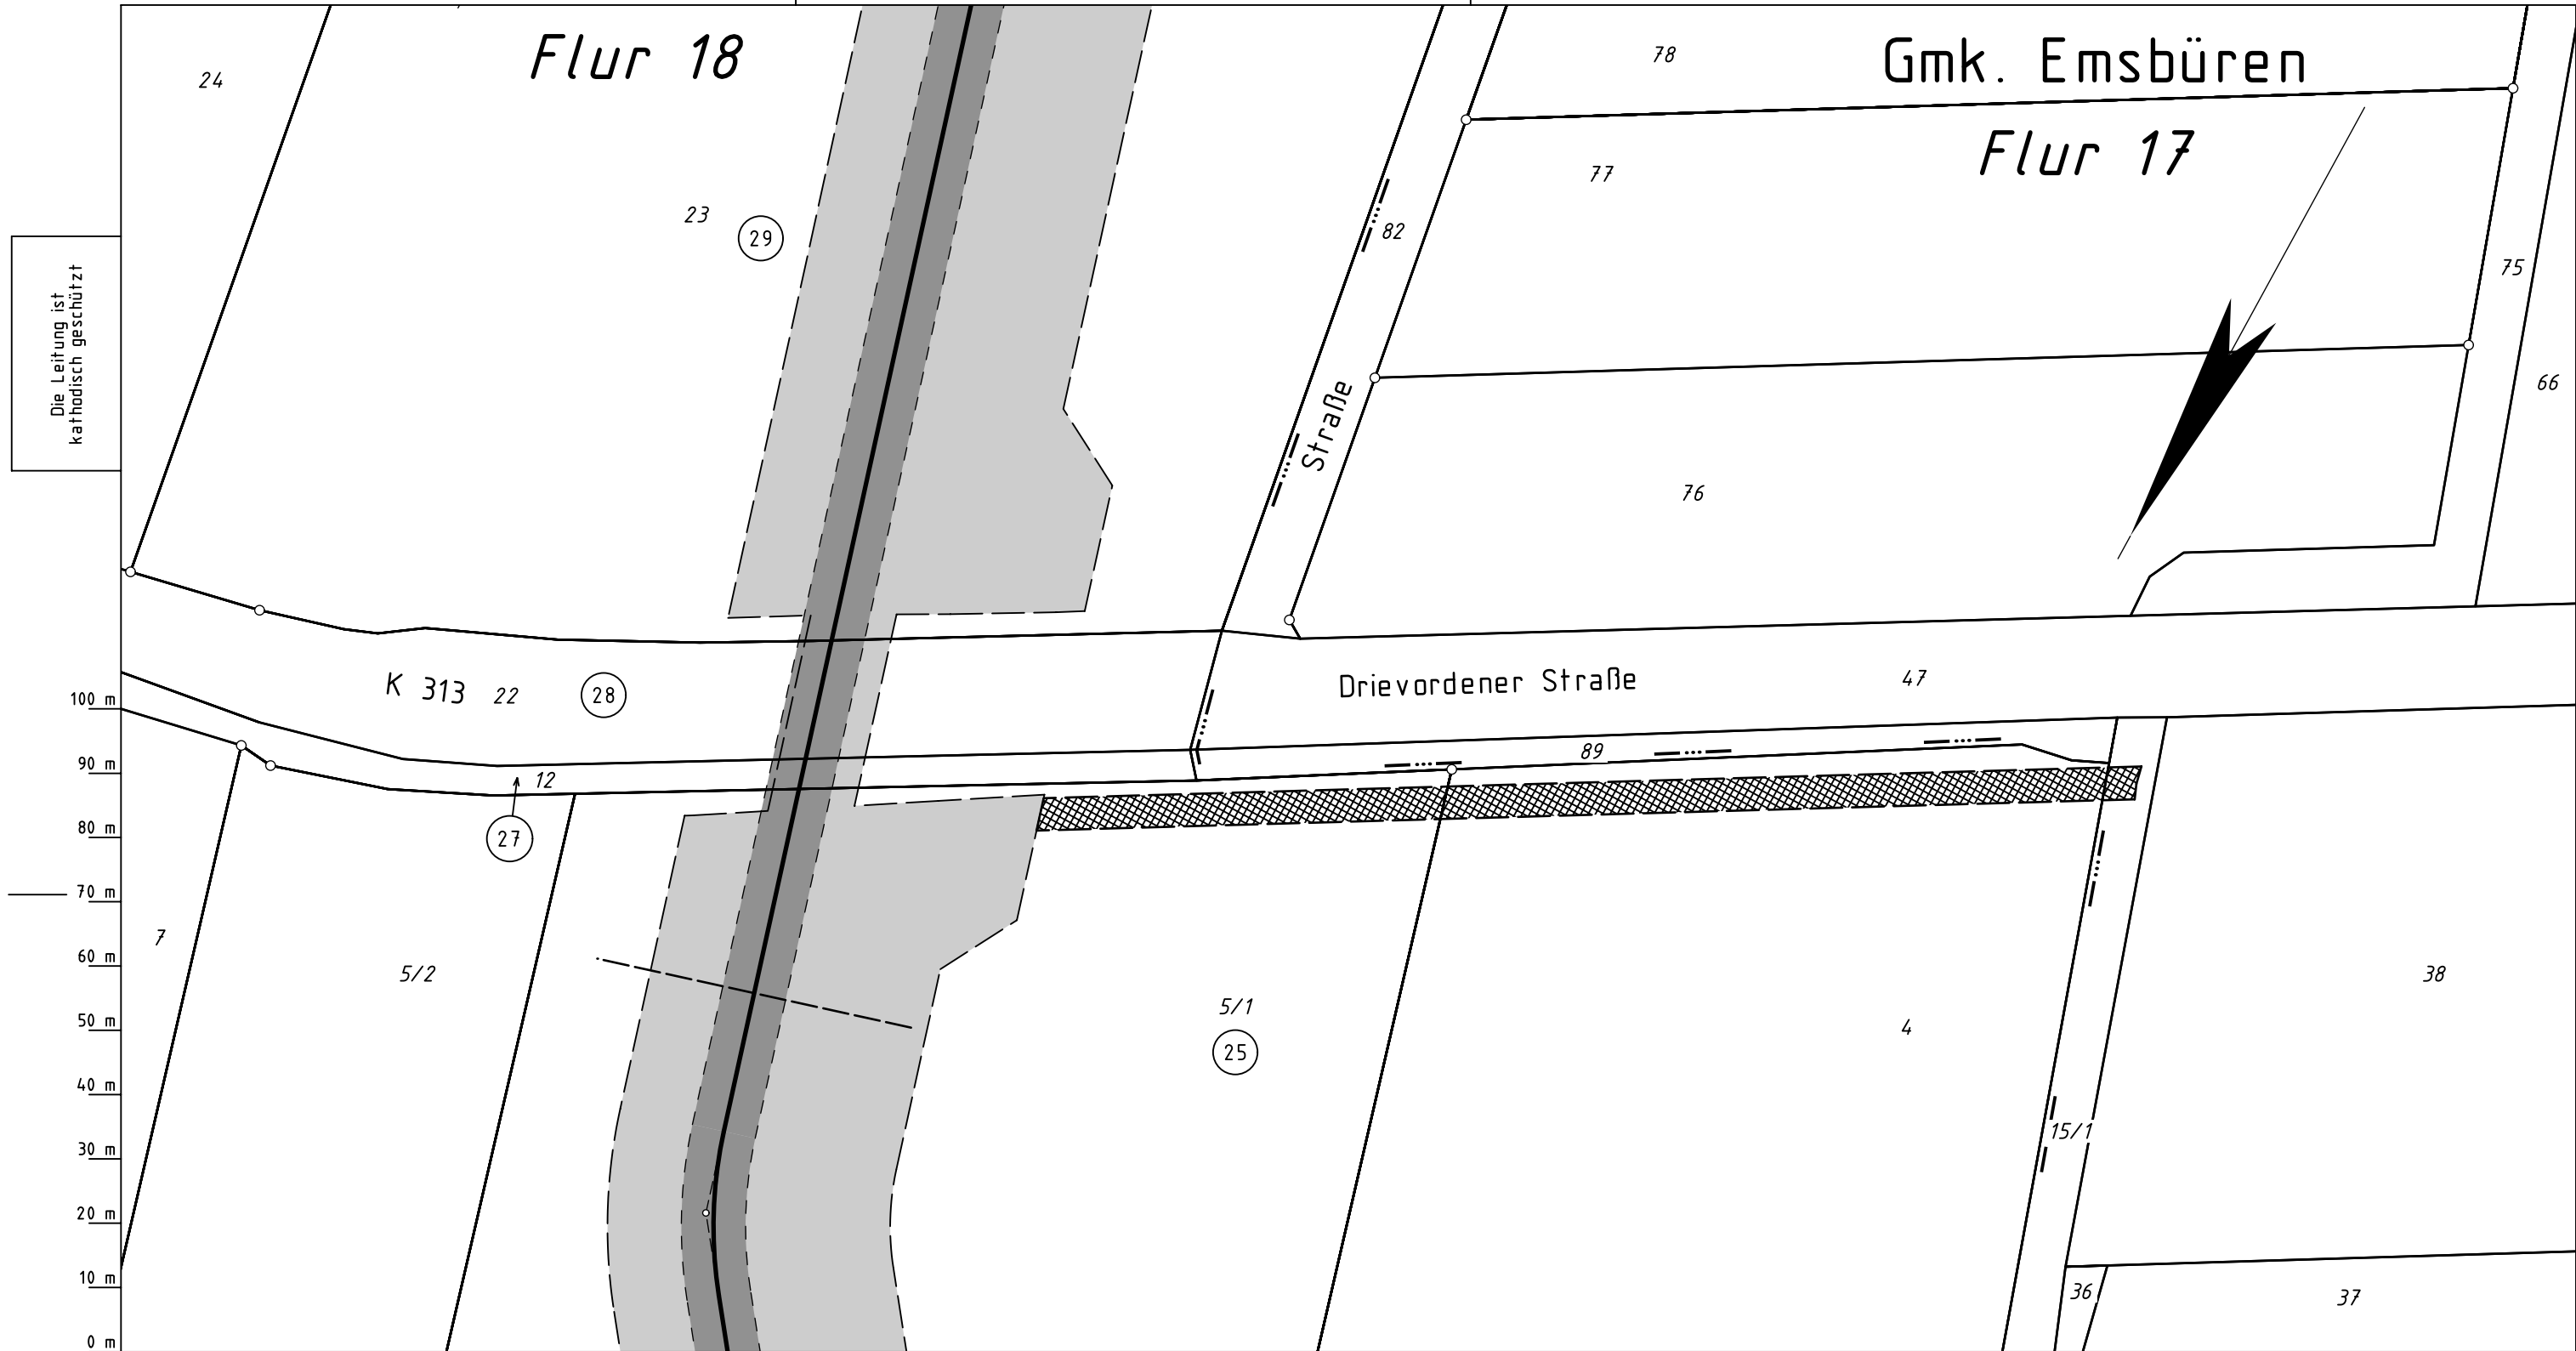 Flur 18
Gmk. Emsbüren
Flur 17
24
78
77
23
29
82
75
66
Die Leitung ist
kathodisch geschützt
Straße
76
K 313
22
28
Drievordener Straße
47
89
12
27
100 m
90 m
80 m
70 m
60 m
50 m
40 m
30 m
20 m
10 m
0 m
7
5/2
5/1
25
4
38
15/1
36
37